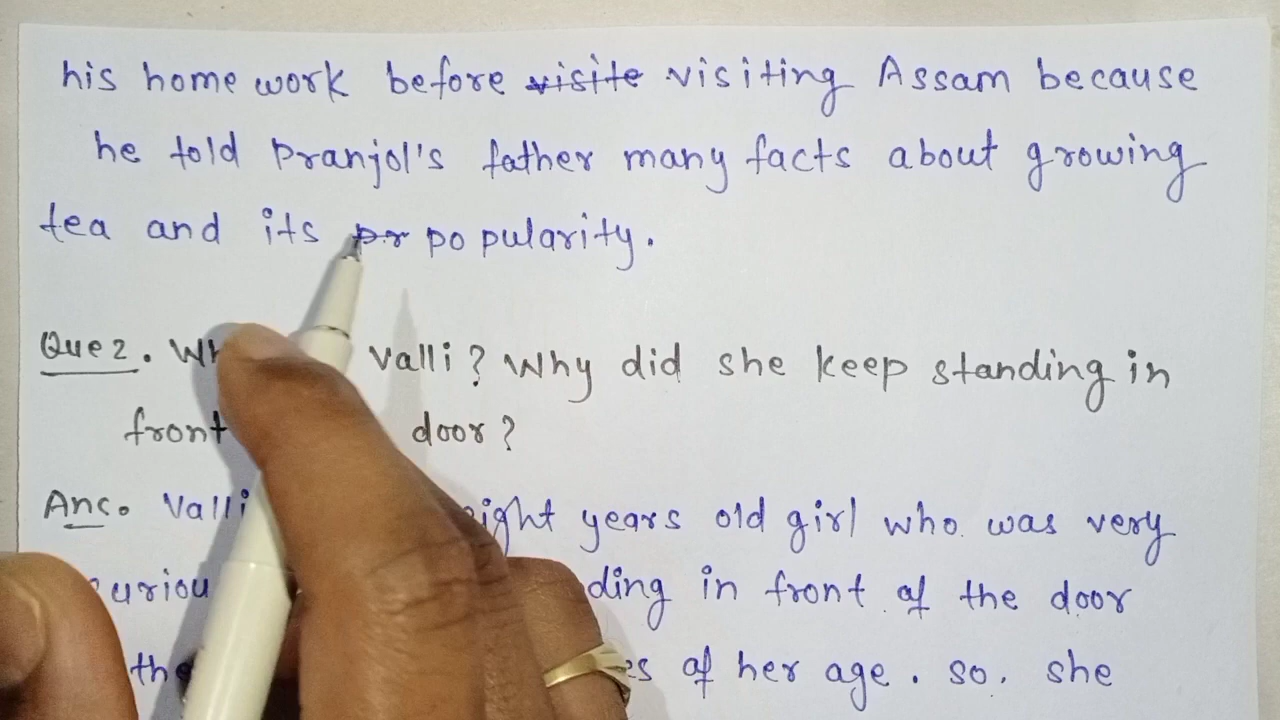 his home work before visite visiting Assam because
he told Pranjol's father many facts about growing
tea and its pr popularity.
Que 2. Valli? Why did she keep standing in
front door?
Ans. Valli years old girl who was very
in front of the door
of her age. so. she